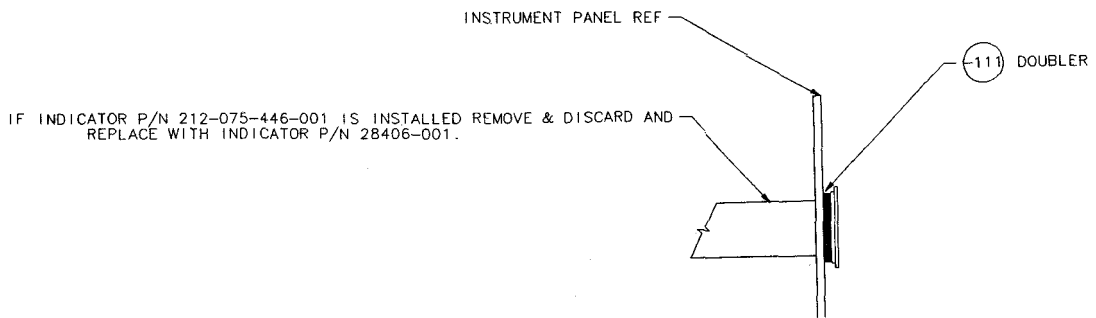 INSTRUMENT PANEL REF
-111 DOUBLER
IF INDICATOR P/N 212-075-446-001 IS INSTALLED REMOVE & DISCARD AND
REPLACE WITH INDICATOR P/N 28406-001.